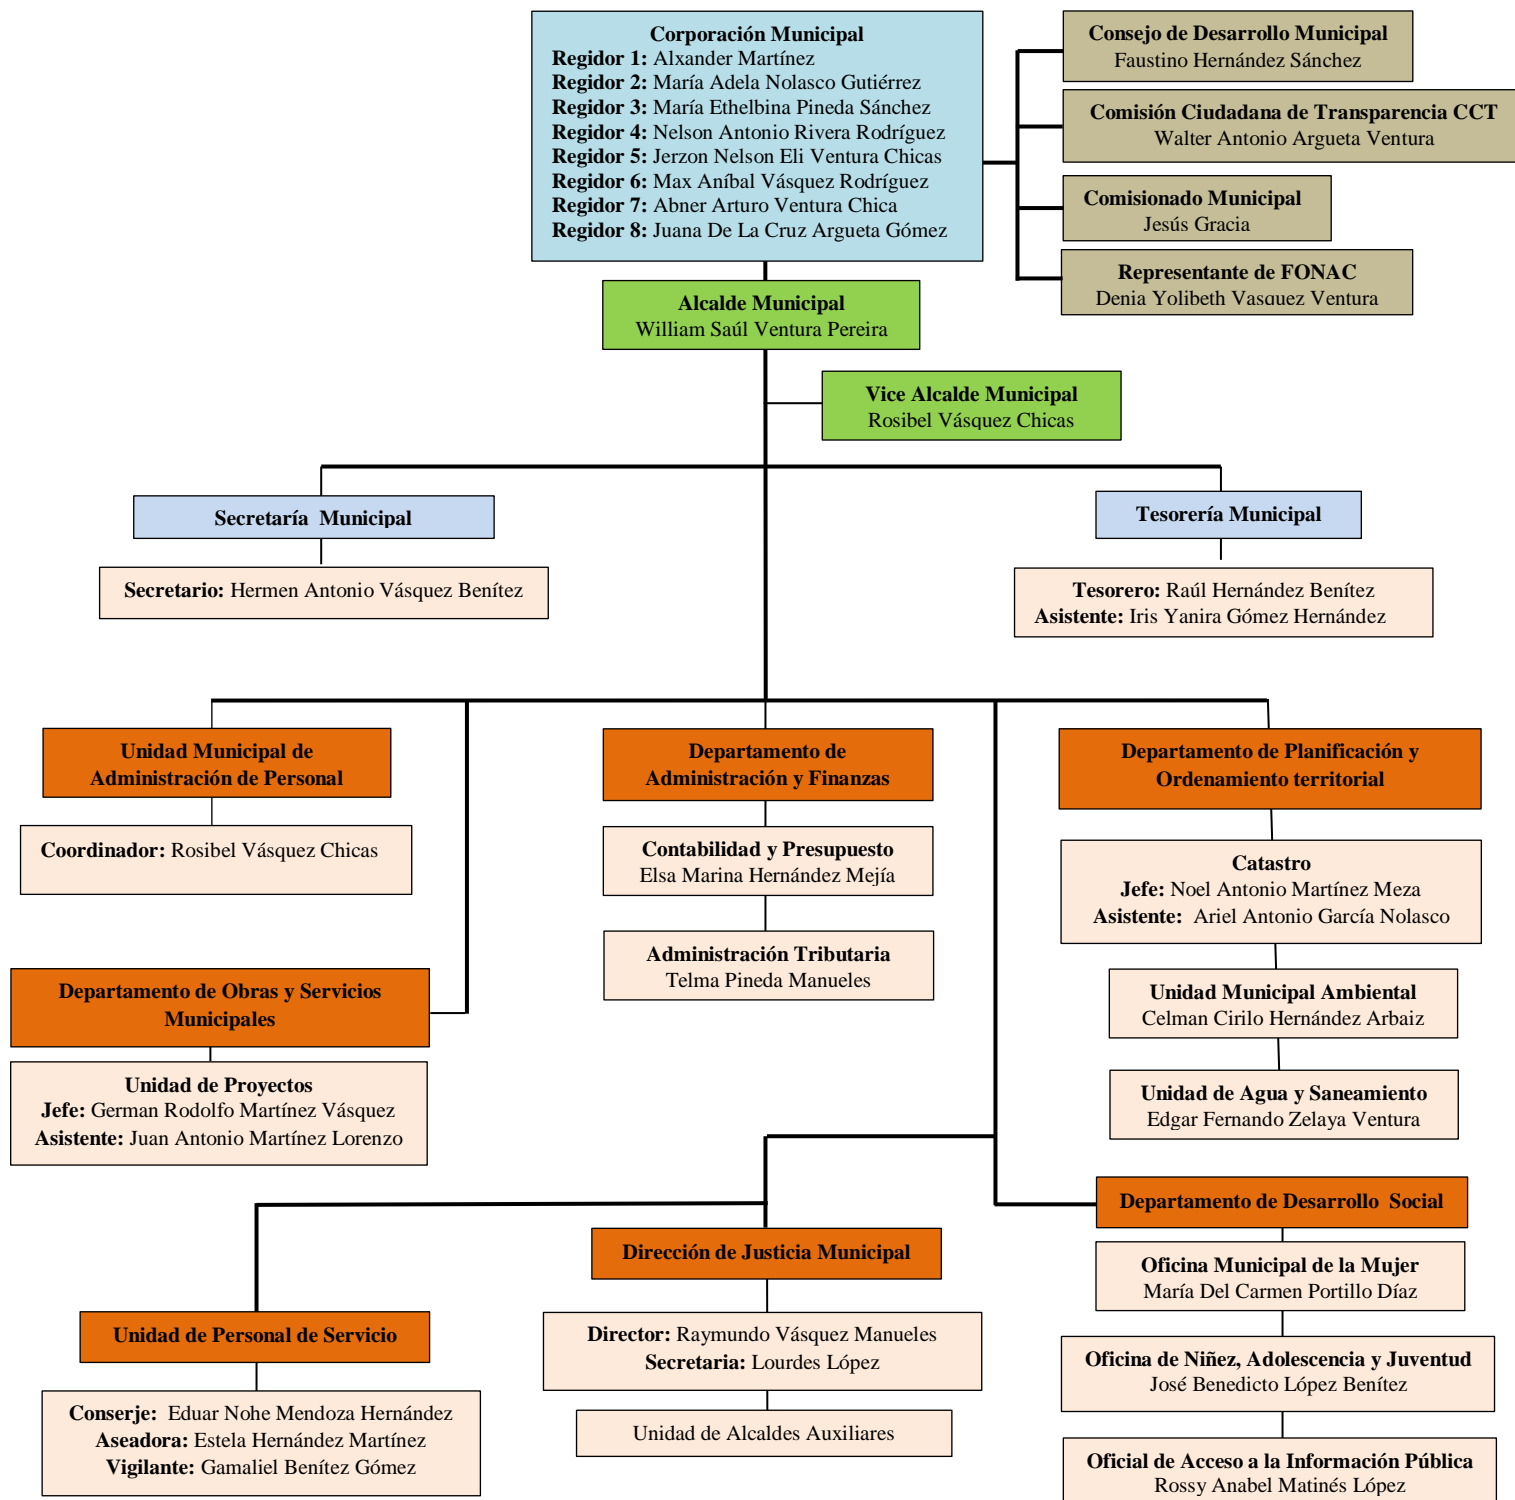 Corporación Municipal
Regidor 1: Alxander Martínez
Regidor 2: María Adela Nolasco Gutiérrez
Regidor 3: María Ethelbina Pineda Sánchez
Regidor 4: Nelson Antonio Rivera Rodríguez
Regidor 5: Jerzon Nelson Eli Ventura Chicas
Regidor 6: Max Aníbal Vásquez Rodríguez
Regidor 7: Abner Arturo Ventura Chica
Regidor 8: Juana De La Cruz Argueta Gómez
Consejo de Desarrollo Municipal
Faustino Hernández Sánchez
Comisión Ciudadana de Transparencia CCT
Walter Antonio Argueta Ventura
Comisionado Municipal
Jesús Gracia
Representante de FONAC
Denia Yolibeth Vasquez Ventura
Alcalde Municipal
William Saúl Ventura Pereira
Vice Alcalde Municipal
Rosibel Vásquez Chicas
Secretaría Municipal
Secretario: Hermen Antonio Vásquez Benítez
Tesorería Municipal
Tesorero: Raúl Hernández Benítez
Asistente: Iris Yanira Gómez Hernández
Unidad Municipal de
Administración de Personal
Coordinador: Rosibel Vásquez Chicas
Departamento de
Administración y Finanzas
Contabilidad y Presupuesto
Elsa Marina Hernández Mejía
Administración Tributaria
Telma Pineda Manueles
Departamento de Planificación y
Ordenamiento territorial
Catastro
Jefe: Noel Antonio Martínez Meza
Asistente: Ariel Antonio García Nolasco
Unidad Municipal Ambiental
Celman Cirilo Hernández Arbaiz
Unidad de Agua y Saneamiento
Edgar Fernando Zelaya Ventura
Departamento de Obras y Servicios
Municipales
Unidad de Proyectos
Jefe: German Rodolfo Martínez Vásquez
Asistente: Juan Antonio Martínez Lorenzo
Departamento de Desarrollo Social
Oficina Municipal de la Mujer
María Del Carmen Portillo Díaz
Oficina de Niñez, Adolescencia y Juventud
José Benedicto López Benítez
Oficial de Acceso a la Información Pública
Rossy Anabel Matinés López
Dirección de Justicia Municipal
Director: Raymundo Vásquez Manueles
Secretaria: Lourdes López
Unidad de Alcaldes Auxiliares
Unidad de Personal de Servicio
Conserje: Eduar Nohe Mendoza Hernández
Aseadora: Estela Hernández Martínez
Vigilante: Gamaliel Benítez Gómez